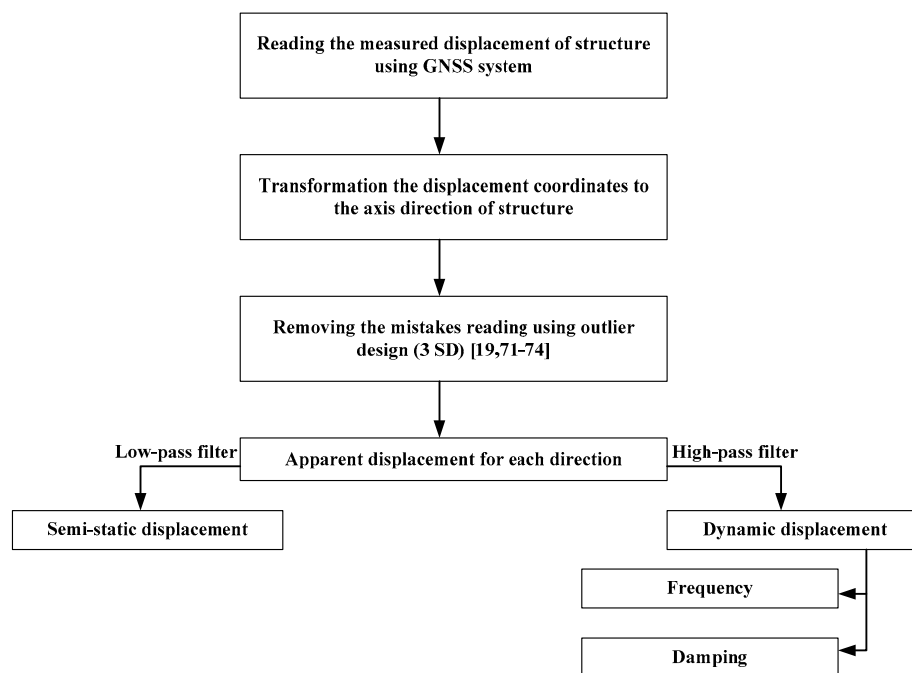 Reading the measured displacement of structure
using GNSS system
Transformation the displacement coordinates to
the axis direction of structure
Removing the mistakes reading using outlier
design (3 SD) [19,71–74]
Low-pass filter
Apparent displacement for each direction
High-pass filter
Semi-static displacement
Dynamic displacement
Frequency
Damping